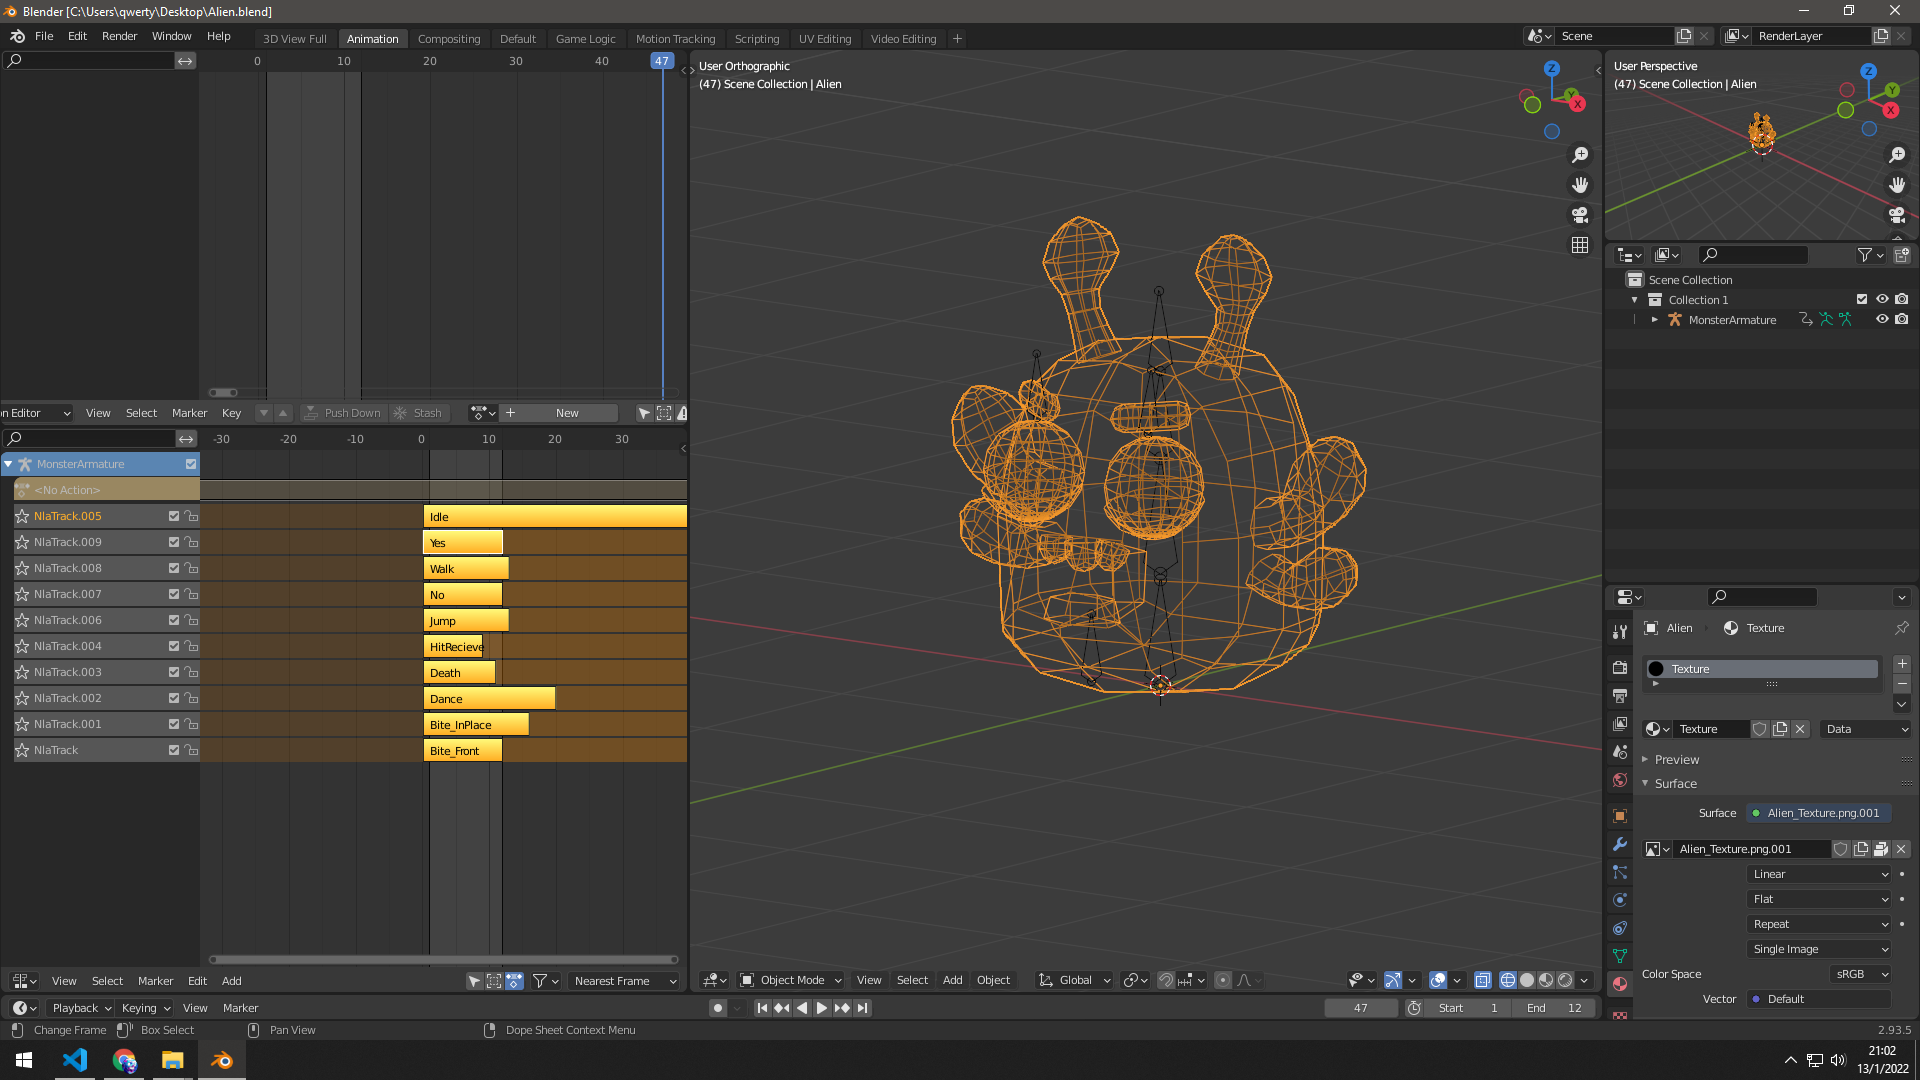 Blender [C:\Users\qwerty\Desktop\Alien.blend]
File Edit Render Window Help 3D View Full Animation Compositing Default Game Logic Motion Tracking Scripting UV Editing Video Editing Scene RenderLayer
0 10 20 30 40 47
User Orthographic
(47) Scene Collection | Alien
Z
Y
X
User Perspective
(47) Scene Collection | Alien
Z
Y
X
Scene Collection
Collection 1
MonsterArmature
n Editor View Select Marker Key Push Down Stash New
-30 -20 -10 0 10 20 30
MonsterArmature
<No Action>
NlaTrack.005 Idle
NlaTrack.009 Yes
NlaTrack.008 Walk
NlaTrack.007 No
NlaTrack.006 Jump
NlaTrack.004 HitRecieve
NlaTrack.003 Death
NlaTrack.002 Dance
NlaTrack.001 Bite_InPlace
NlaTrack Bite_Front
Alien Texture
Texture
Texture Data
Preview
Surface
Surface Alien_Texture.png.001
Alien_Texture.png.001
Linear
Flat
Repeat
Single Image
Color Space sRGB
Vector Default
View Select Marker Edit Add Nearest Frame
Object Mode View Select Add Object Global
Playback Keying View Marker 47 Start 1 End 12
Change Frame Box Select Pan View Dope Sheet Context Menu 2.93.5
21:02
13/1/2022